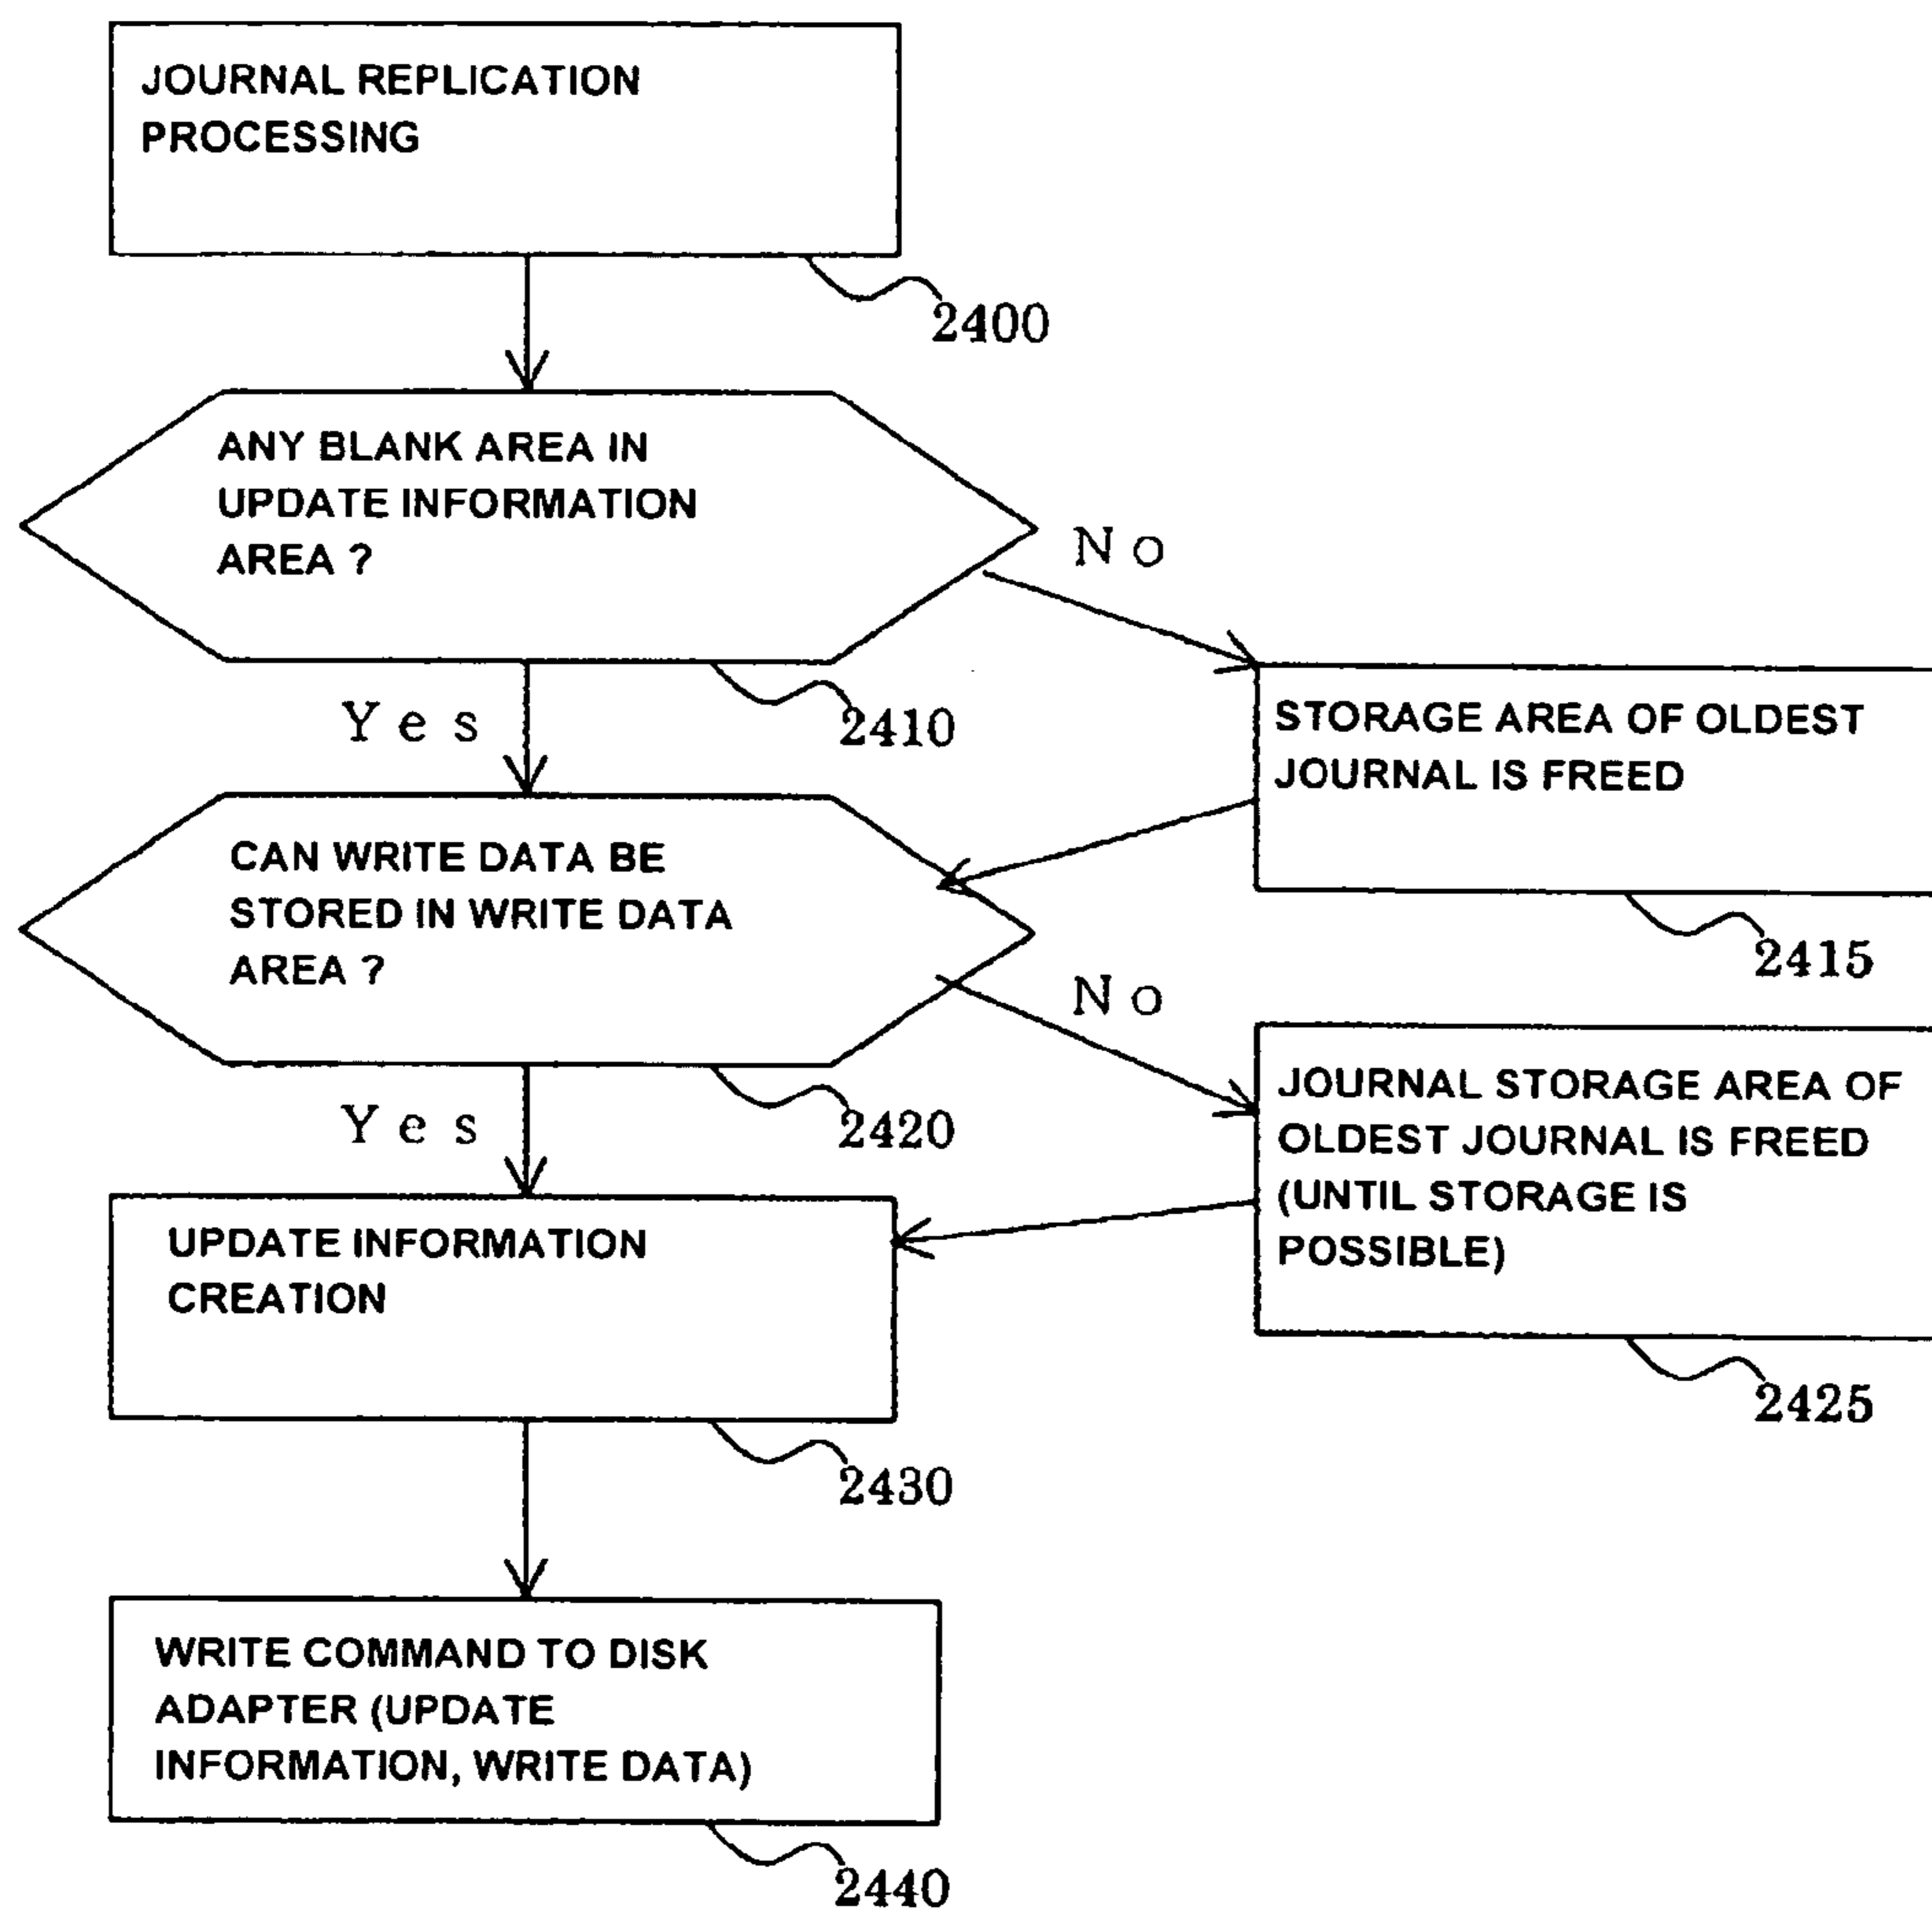 JOURNAL REPLICATION
PROCESSING
2400
ANY BLANK AREA IN
UPDATE INFORMATION
AREA ?
No
Yes
2410
STORAGE AREA OF OLDEST
JOURNAL IS FREED
2415
CAN WRITE DATA BE
STORED IN WRITE DATA
AREA ?
No
Yes
2420
JOURNAL STORAGE AREA OF
OLDEST JOURNAL IS FREED
(UNTIL STORAGE IS
POSSIBLE)
2425
UPDATE INFORMATION
CREATION
2430
WRITE COMMAND TO DISK
ADAPTER (UPDATE
INFORMATION, WRITE DATA)
2440